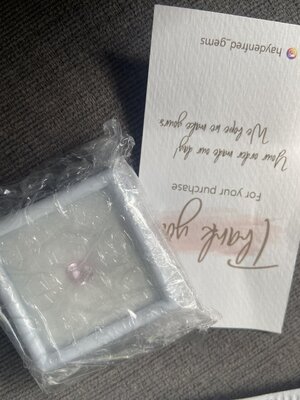 Thank you
For your purchase
Your order made our day!
We hope we make yours
haydenfred_gems